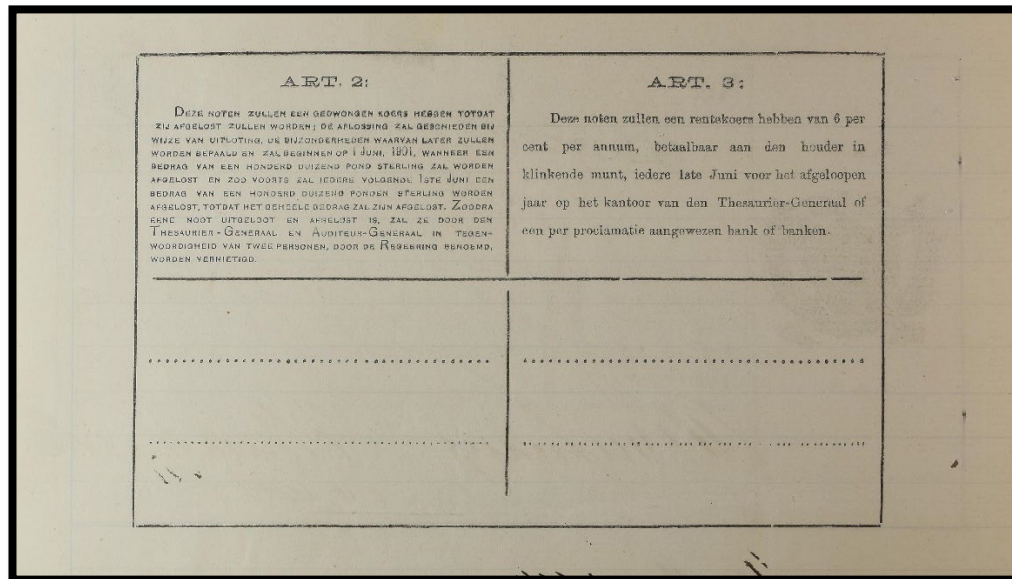 ART. 2:
DEZE NOTEN ZULLEN EEN GEDWONGEN KOERS HEBBEN TOTDAT
ZIJ AFGELOST ZULLEN WORDEN; DE AFLOSSING ZAL GESCHIEDEN BIJ
WIJZE VAN UITLOTING, DE BIJZONDERHEDEN WAARVAN LATER ZULLEN
WORDEN BEPAALD EN ZAL BEGINNEN OP 1 JUNI, 1901, WANNEER EEN
BEDRAG VAN EEN HONDERD DUIZEND POND STERLING ZAL WORDEN
AFGELOST EN ZOO VOORTS ZAL IEDERE VOLGENDE 1STE JUNI EEN
BEDRAG VAN EEN HONDERD DUIZEND PONDEN STERLING WORDEN
AFGELOST, TOTDAT HET GEHEELE BEDRAG ZAL ZIJN AFGELOST. ZOODRA
EENE NOOT UITGELOOT EN AFGELOST IS, ZAL ZE DOOR DEN
THESAURIER-GENERAAL EN AUDITEUR-GENERAAL IN TEGEN-
WOORDIGHEID VAN TWEE PERSONEN, DOOR DE REGEERING BENOEMD,
WORDEN VERNIETIGD.
ART. 3:
Deze noten zullen een rentekoers hebben van 6 per
cent per annum, betaalbaar aan den houder in
klinkende munt, iedere 1ste Juni voor het afgeloopen
jaar op het kantoor van den Thesaurier-Generaal of
een per proclamatie aangewezen bank of banken.